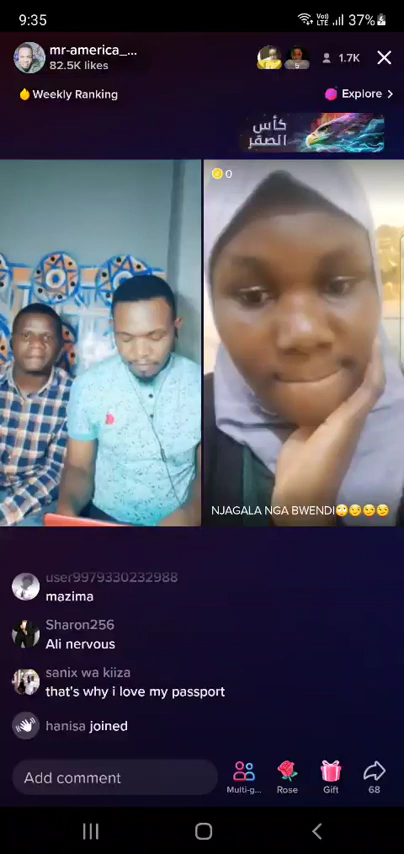 9:35
Vo)) LTE
37%
mr-america_...
82.5K likes
1.7K
Weekly Ranking
Explore >
كأس
الصقر
0
NJAGALA NGA BWENDI🙄😏😏😏
user9979330232988
mazima
Sharon256
Ali nervous
sanix wa kiiza
that's why i love my passport
hanisa joined
Add comment
Multi-g...
Rose
Gift
68